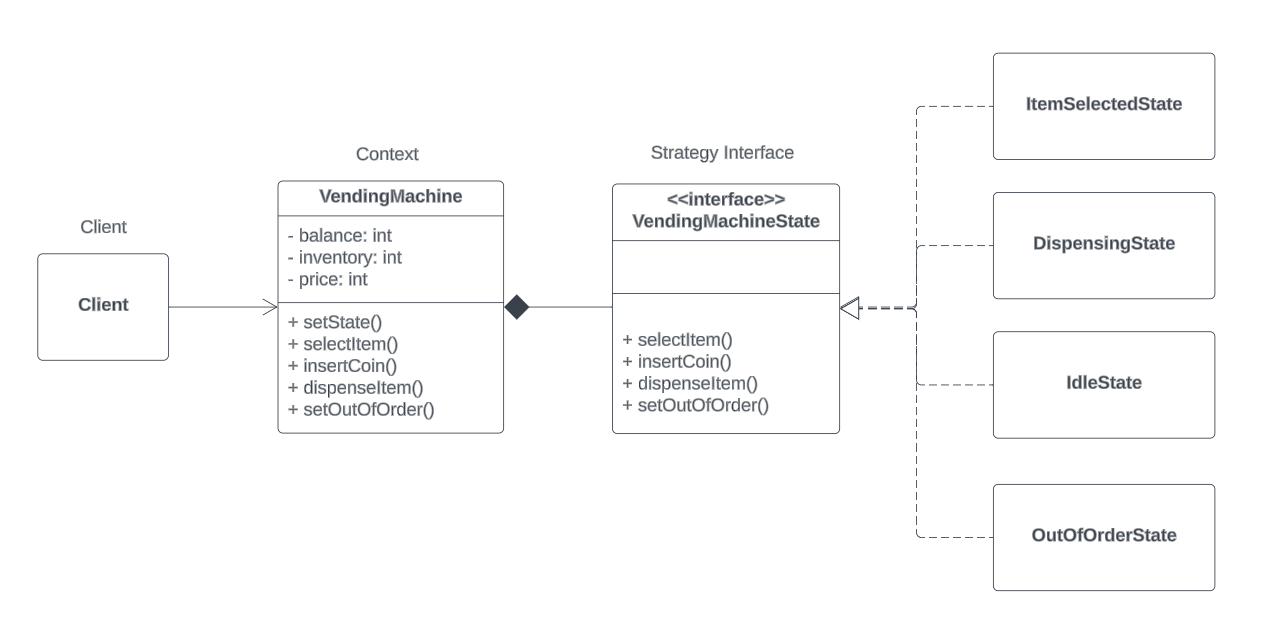 Client
Client
Context
VendingMachine
- balance: int
- inventory: int
- price: int
+ setState()
+ selectItem()
+ insertCoin()
+ dispenseItem()
+ setOutOfOrder()
Strategy Interface
<<interface>>
VendingMachineState
+ selectItem()
+ insertCoin()
+ dispenseItem()
+ setOutOfOrder()
ItemSelectedState
DispensingState
IdleState
OutOfOrderState